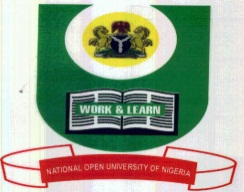 WORK & LEARN
NATIONAL OPEN UNIVERSITY OF NIGERIA